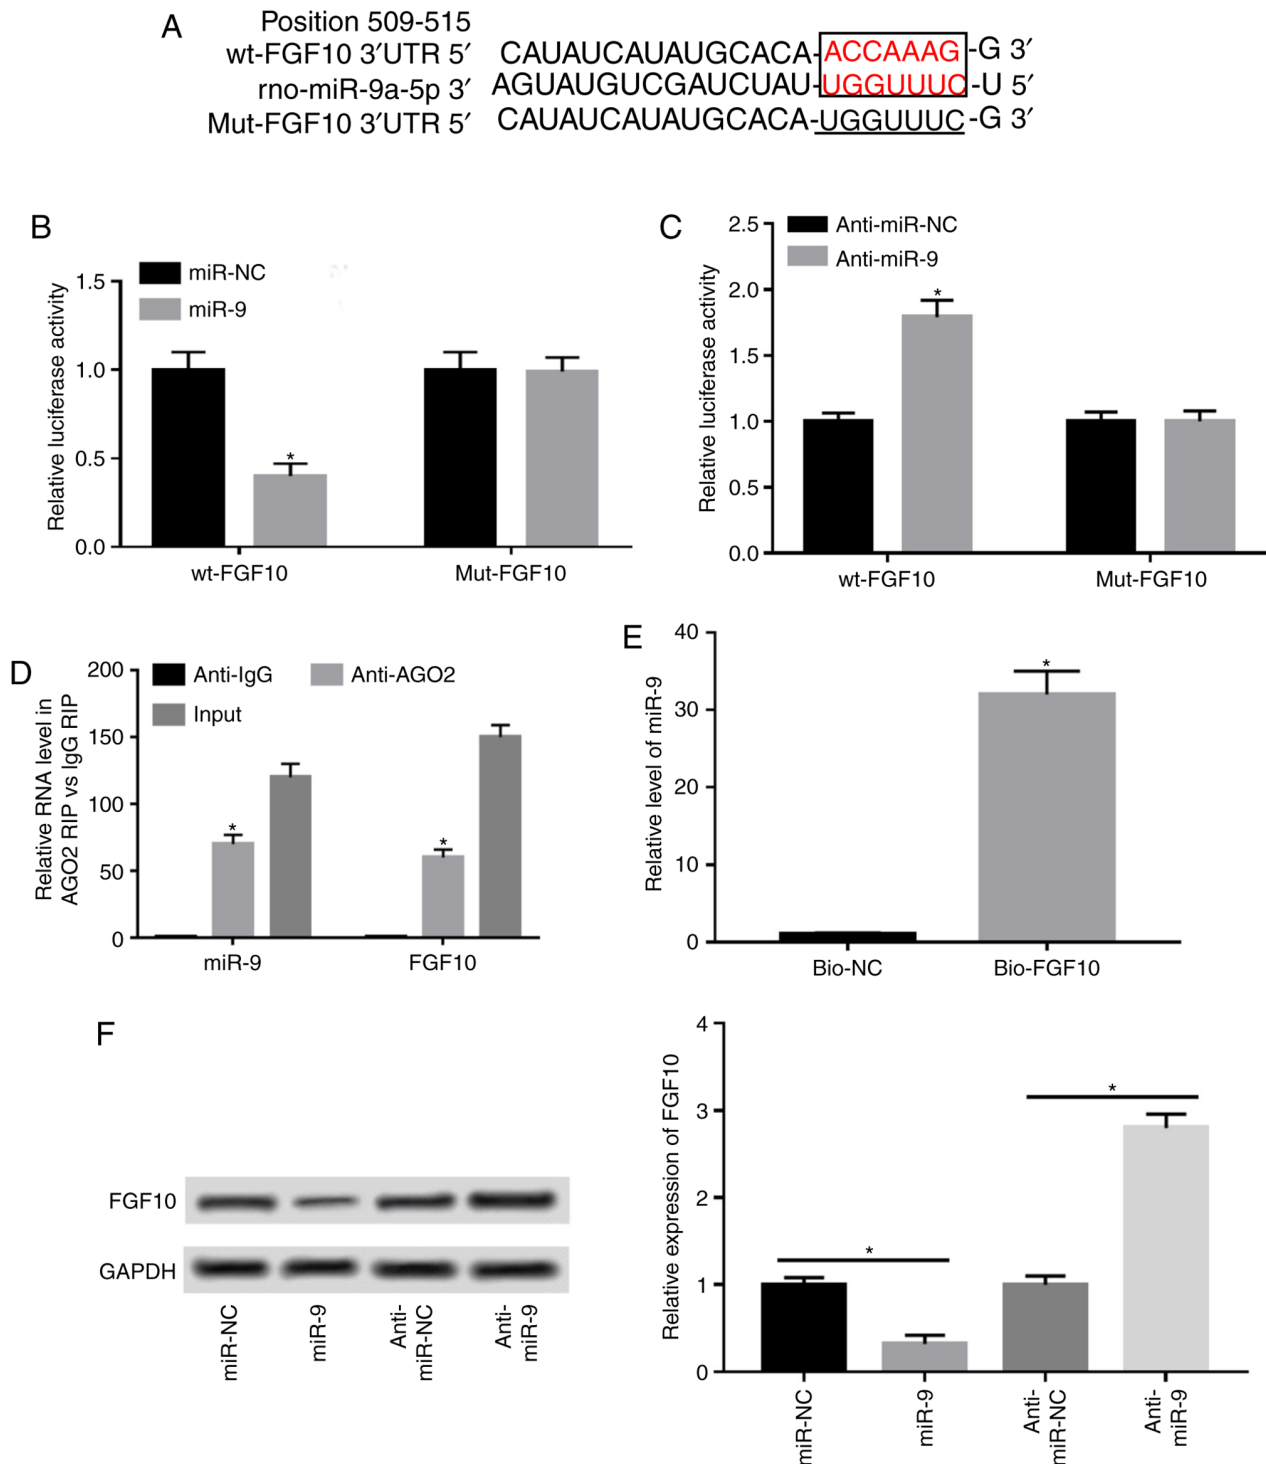 A
Position 509-515
wt-FGF10 3′UTR 5′ CAUAUCAUAUGCACA-ACCAAAG-G 3′
rno-miR-9a-5p 3′ AGUAUGUCGAUCUAU-UGGUUUC-U 5′
Mut-FGF10 3′UTR 5′ CAUAUCAUAUGCACA-UGGUUUC-G 3′
B
miR-NC
miR-9
Relative luciferase activity
1.5
1.0
0.5
0.0
*
wt-FGF10
Mut-FGF10
C
Anti-miR-NC
Anti-miR-9
Relative luciferase activity
2.5
2.0
1.5
1.0
0.5
0.0
*
wt-FGF10
Mut-FGF10
D
Anti-IgG
Anti-AGO2
Input
Relative RNA level in
AGO2 RIP vs IgG RIP
200
150
100
50
0
*
*
miR-9
FGF10
E
Relative level of miR-9
40
30
20
10
0
*
Bio-NC
Bio-FGF10
F
FGF10
GAPDH
miR-NC
miR-9
Anti-
miR-NC
Anti-
miR-9
Relative expression of FGF10
4
3
2
1
0
*
*
miR-NC
miR-9
Anti-
miR-NC
Anti-
miR-9